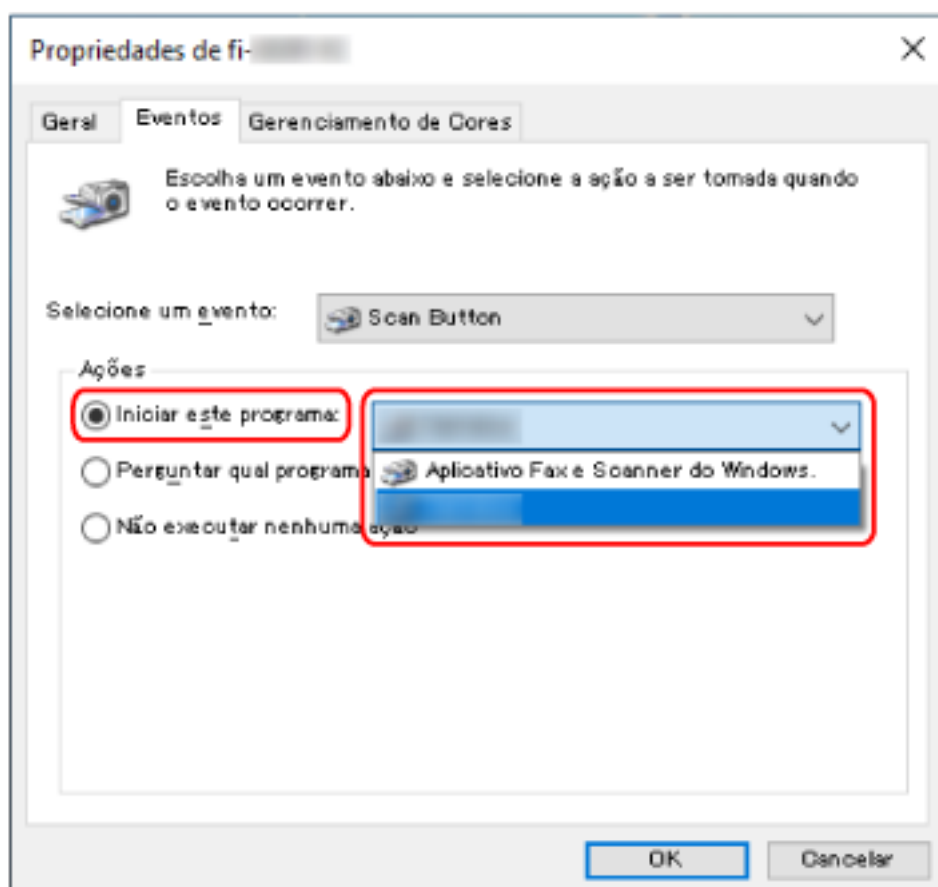 Propriedades de fi-
Geral
Eventos
Gerenciamento de Cores
Escolha um evento abaixo e selecione a ação a ser tomada quando
o evento ocorrer.
Selecione um evento:
Scan Button
Ações
Iniciar este programa:
Perguntar qual programa
Aplicativo Fax e Scanner do Windows.
Não executar nenhuma ação
OK
Cancelar